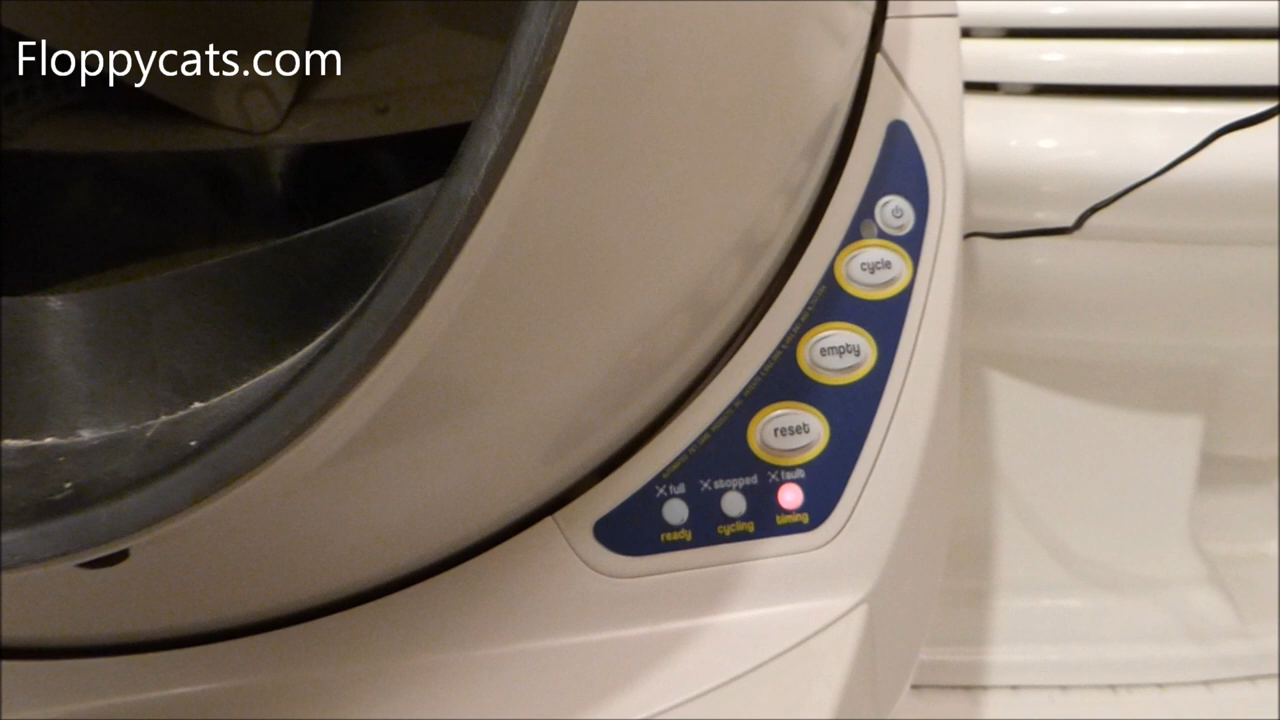 Floppycats.com
cycle
empty
reset
X full X stopped X fault
ready cycling timing